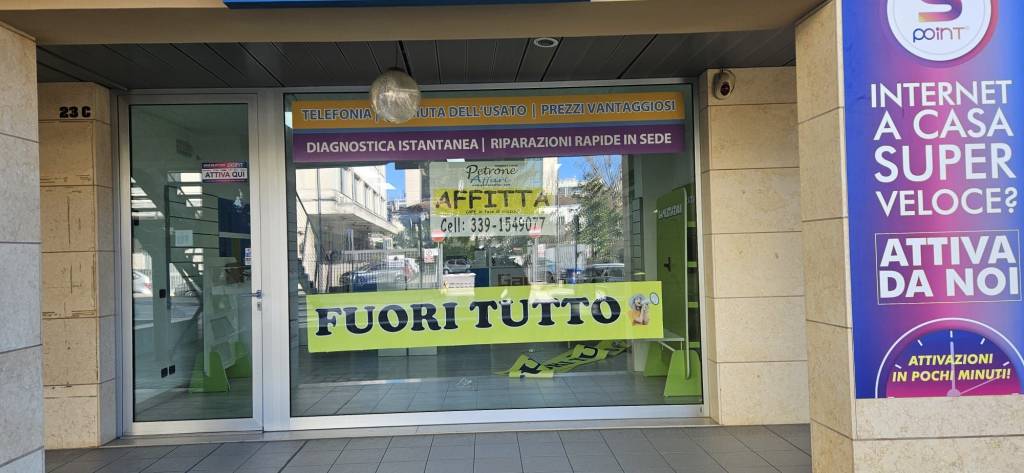 23 C
TELEFONIA | 
DELL'USATO | PREZZI VANTAGGIOSI
DIAGNOSTICA ISTANTANEA | RIPARAZIONI RAPIDE IN SEDE
ATTIVA QUI
Petrone
Affari
AFFITTA
Cell: 339-1549077
FUORI TUTTO
S
POINT
INTERNET
A CASA
SUPER
VELOCE?
ATTIVA
DA NOI
ATTIVAZIONI
IN POCHI MINUTI!